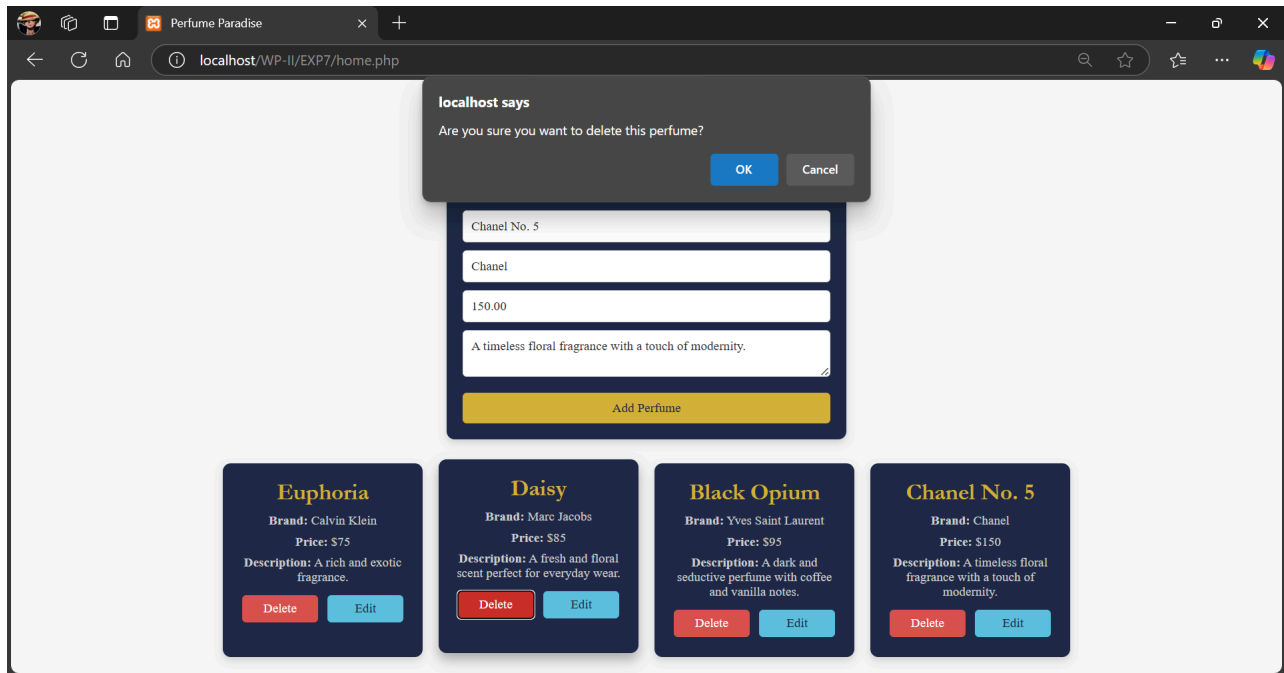 Perfume Paradise
localhost/WP-II/EXP7/home.php
localhost says
Are you sure you want to delete this perfume?
OK
Cancel
Chanel No. 5
Chanel
150.00
A timeless floral fragrance with a touch of modernity.
Add Perfume
Euphoria
Brand: Calvin Klein
Price: $75
Description: A rich and exotic
fragrance.
Delete
Edit
Daisy
Brand: Marc Jacobs
Price: $85
Description: A fresh and floral
scent perfect for everyday wear.
Delete
Edit
Black Opium
Brand: Yves Saint Laurent
Price: $95
Description: A dark and
seductive perfume with coffee
and vanilla notes.
Delete
Edit
Chanel No. 5
Brand: Chanel
Price: $150
Description: A timeless floral
fragrance with a touch of
modernity.
Delete
Edit